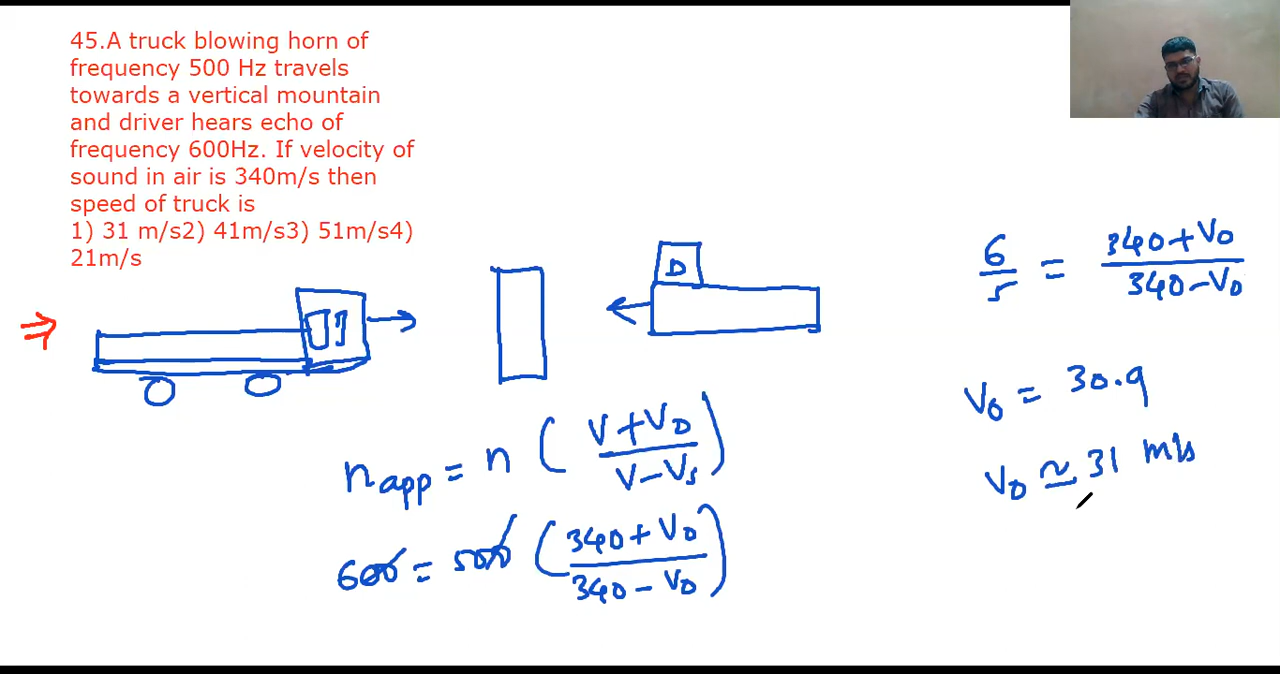 45.A truck blowing horn of
frequency 500 Hz travels
towards a vertical mountain
and driver hears echo of
frequency 600Hz. If velocity of
sound in air is 340m/s then
speed of truck is
1) 31 m/s2) 41m/s3) 51m/s4)
21m/s
D
n app = n ( V + V0 / V - Vs )
600 = 500 ( 340 + V0 / 340 - V0 )
6/5 = 340 + V0 / 340 - V0
V0 = 30.9
V0 ≃ 31 m/s